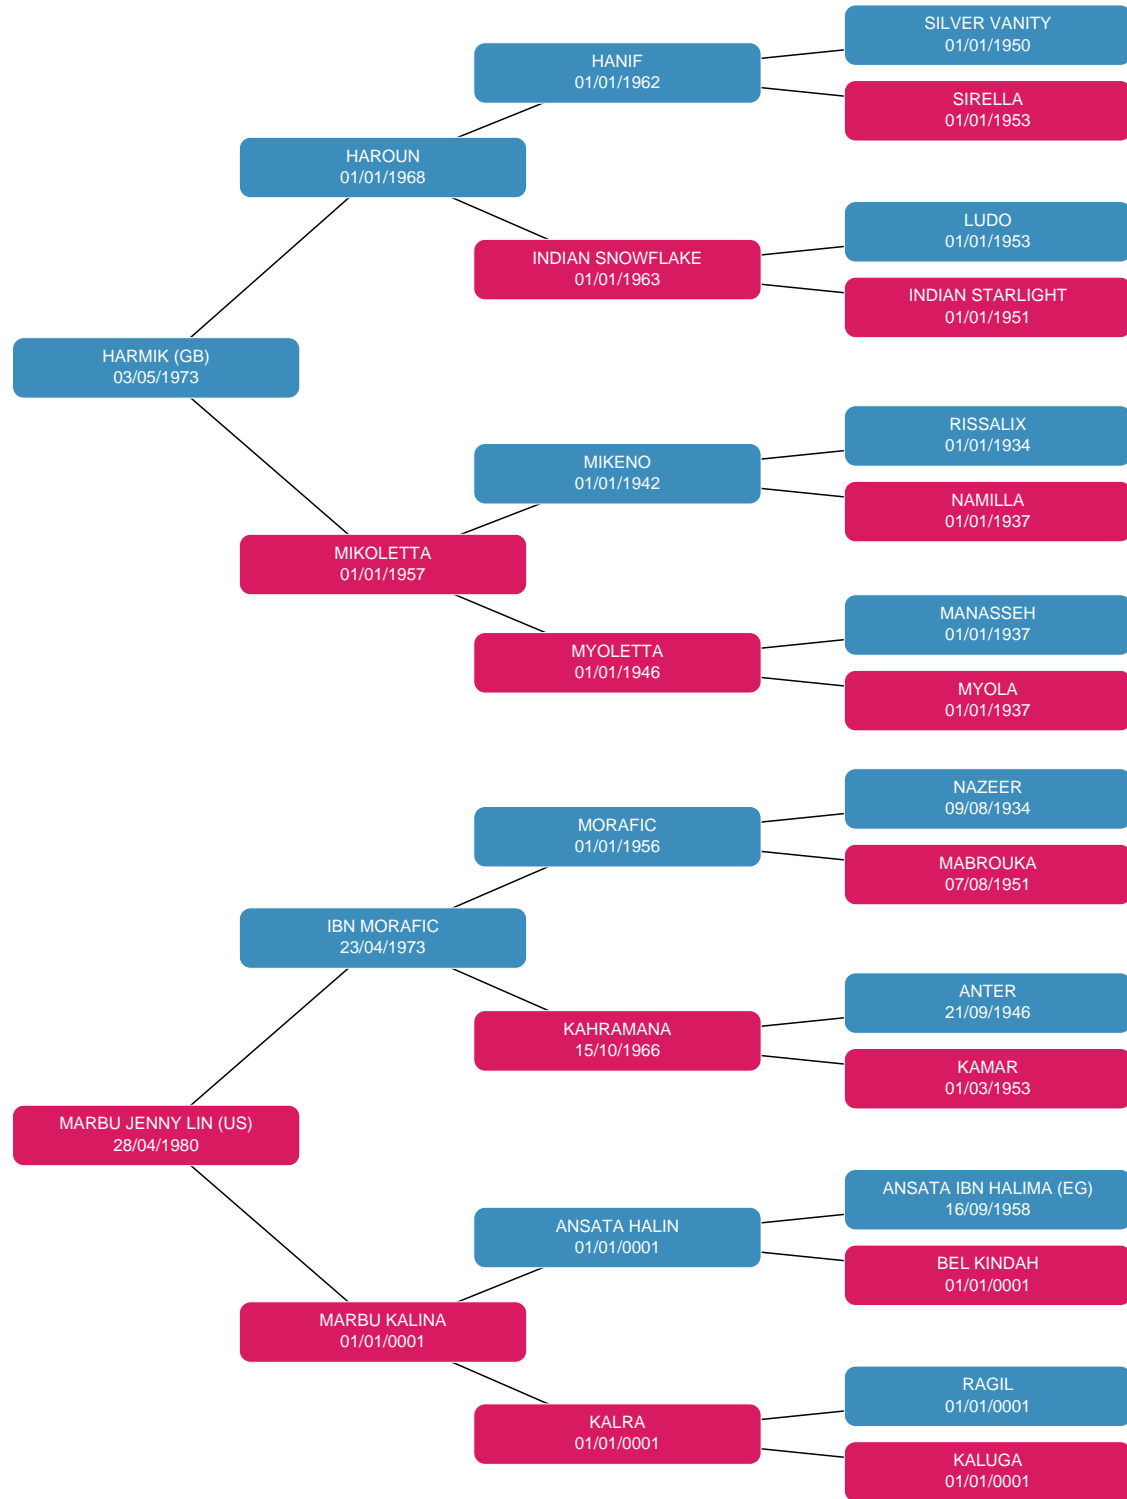 SILVER VANITY
01/01/1950
HANIF
01/01/1962
SIRELLA
01/01/1953
HAROUN
01/01/1968
LUDO
01/01/1953
INDIAN SNOWFLAKE
01/01/1963
INDIAN STARLIGHT
01/01/1951
HARMIK (GB)
03/05/1973
RISSALIX
01/01/1934
MIKENO
01/01/1942
NAMILLA
01/01/1937
MIKOLETTA
01/01/1957
MANASSEH
01/01/1937
MYOLETTA
01/01/1946
MYOLA
01/01/1937
NAZEER
09/08/1934
MORAFIC
01/01/1956
MABROUKA
07/08/1951
IBN MORAFIC
23/04/1973
ANTER
21/09/1946
KAHRAMANA
15/10/1966
KAMAR
01/03/1953
MARBU JENNY LIN (US)
28/04/1980
ANSATA IBN HALIMA (EG)
16/09/1958
ANSATA HALIN
01/01/0001
BEL KINDAH
01/01/0001
MARBU KALINA
01/01/0001
RAGIL
01/01/0001
KALRA
01/01/0001
KALUGA
01/01/0001